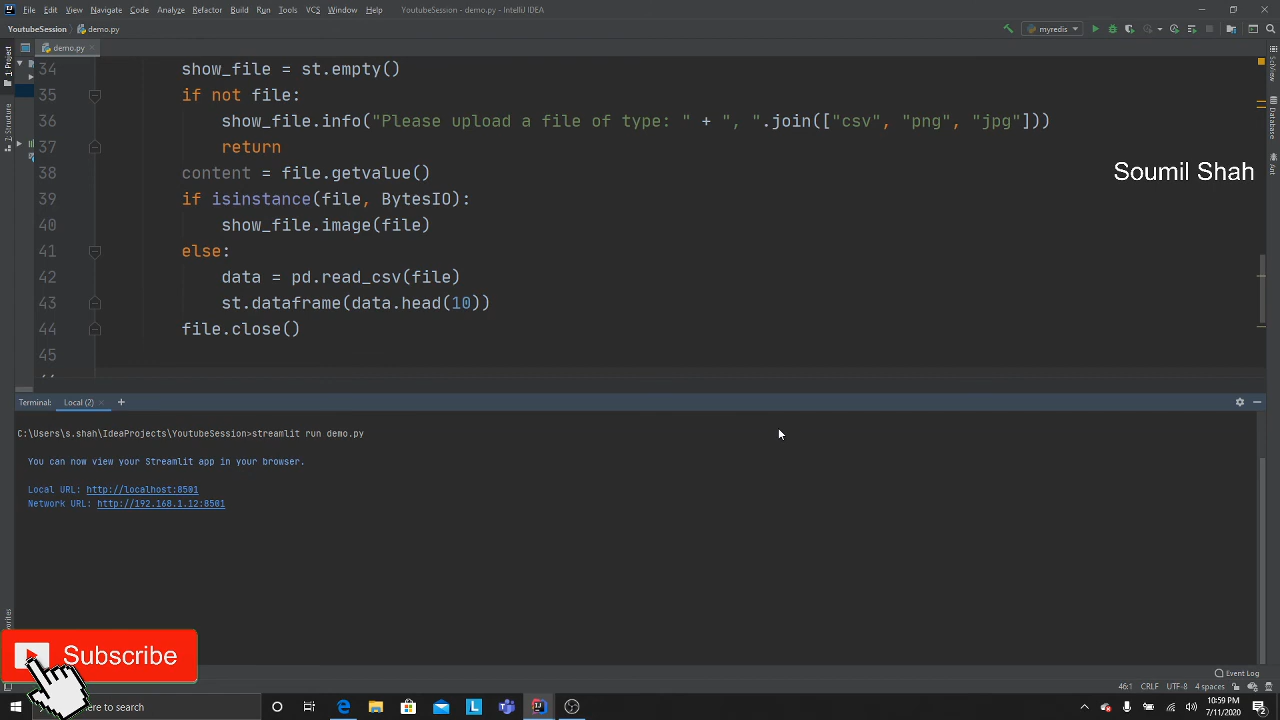 File Edit View Navigate Code Analyze Refactor Build Run Tools VCS Window Help YoutubeSession - demo.py - IntelliJ IDEA
YoutubeSession demo.py myredis
demo.py
1: Project
Z: Structure
SciView
Database
Ant
34 show_file = st.empty()
35 if not file:
36 show_file.info("Please upload a file of type: " + ", ".join(["csv", "png", "jpg"]))
37 return
38 content = file.getvalue()
39 if isinstance(file, BytesIO):
40 show_file.image(file)
41 else:
42 data = pd.read_csv(file)
43 st.dataframe(data.head(10))
44 file.close()
45
Soumil Shah
Terminal: Local (2) +
C:\Users\s.shah\IdeaProjects\YoutubeSession>streamlit run demo.py
You can now view your Streamlit app in your browser.
Local URL: http://localhost:8501
Network URL: http://192.168.1.12:8501
Subscribe
Event Log
46:1 CRLF UTF-8 4 spaces
here to search
10:59 PM
7/11/2020